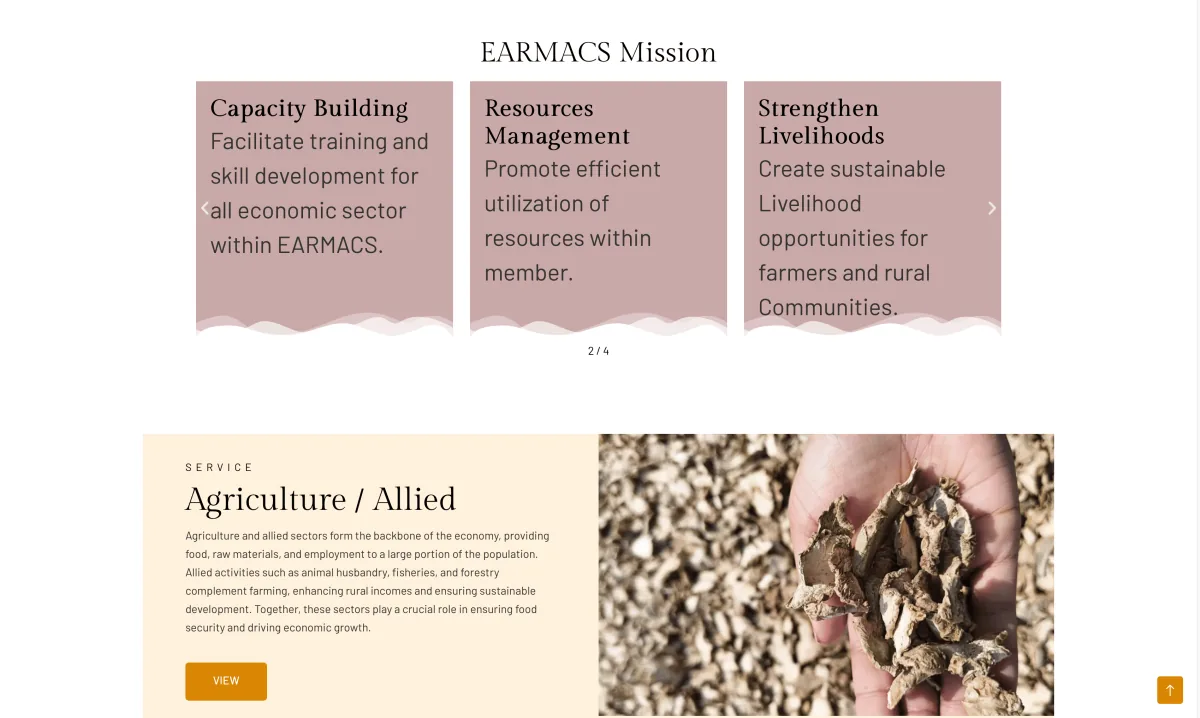 EARMACS Mission
Capacity Building
Facilitate training and
skill development for
all economic sector
within EARMACS.
Resources
Management
Promote efficient
utilization of
resources within
member.
Strengthen
Livelihoods
Create sustainable
Livelihood
opportunities for
farmers and rural
Communities.
2 / 4
SERVICE
Agriculture / Allied
Agriculture and allied sectors form the backbone of the economy, providing
food, raw materials, and employment to a large portion of the population.
Allied activities such as animal husbandry, fisheries, and forestry
complement farming, enhancing rural incomes and ensuring sustainable
development. Together, these sectors play a crucial role in ensuring food
security and driving economic growth.
VIEW